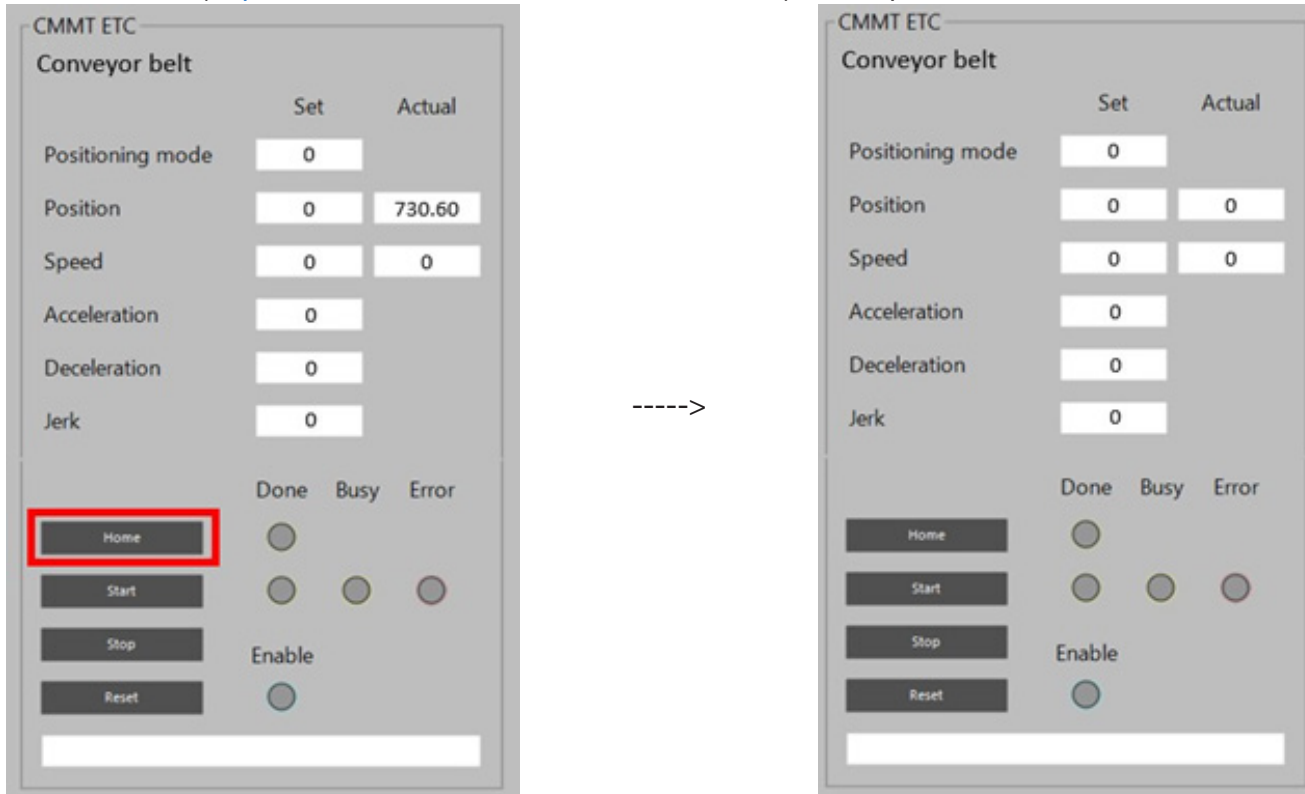 CMMT ETC
Conveyor belt
Set Actual
Positioning mode 0
Position 0 730.60
Speed 0 0
Acceleration 0
Deceleration 0
Jerk 0
Done Busy Error
Home
Start
Stop
Enable
Reset
----->
CMMT ETC
Conveyor belt
Set Actual
Positioning mode 0
Position 0 0
Speed 0 0
Acceleration 0
Deceleration 0
Jerk 0
Done Busy Error
Home
Start
Stop
Enable
Reset